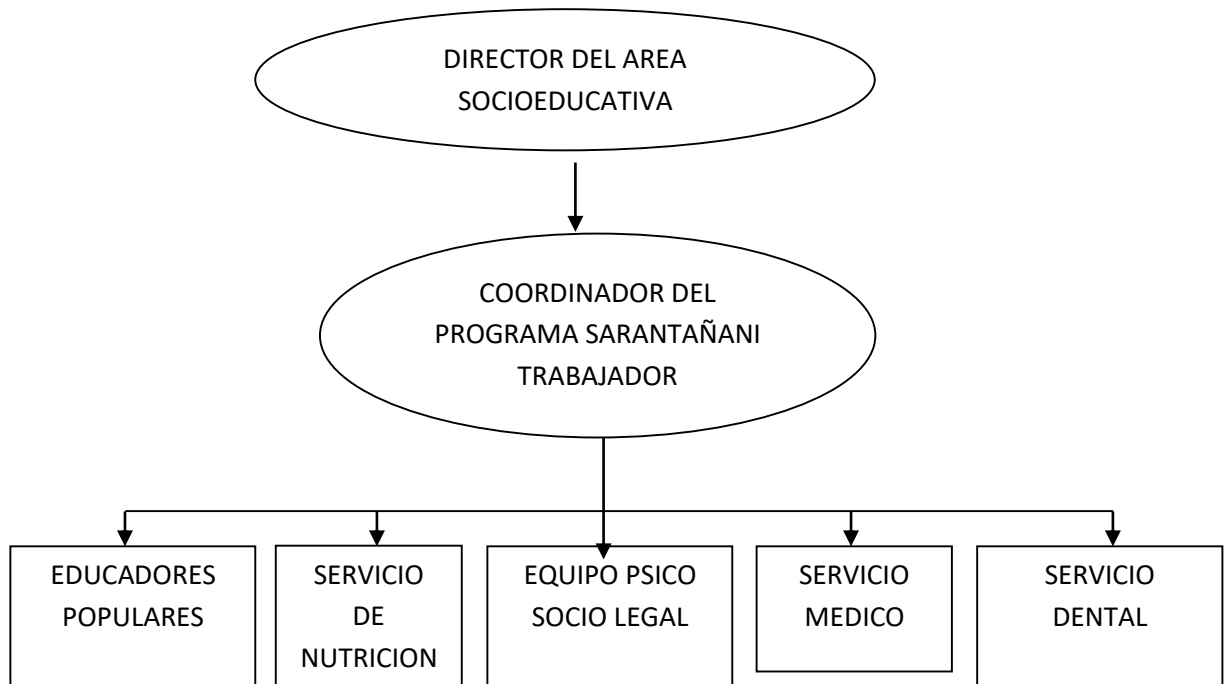 DIRECTOR DEL AREA
SOCIOEDUCATIVA
COORDINADOR DEL
PROGRAMA SARANTAÑANI
TRABAJADOR
EDUCADORES
POPULARES
SERVICIO
DE
NUTRICION
EQUIPO PSICO
SOCIO LEGAL
SERVICIO
MEDICO
SERVICIO
DENTAL